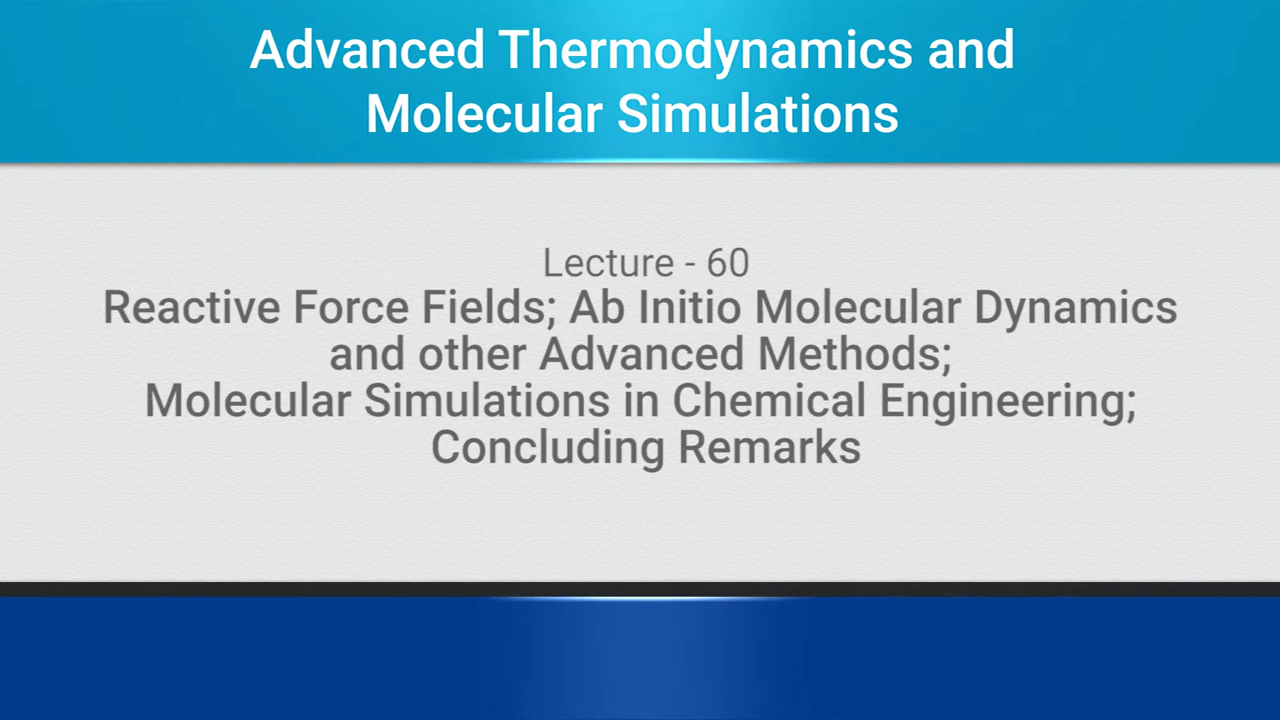 Advanced Thermodynamics and
Molecular Simulations
Lecture - 60
Reactive Force Fields; Ab Initio Molecular Dynamics
and other Advanced Methods;
Molecular Simulations in Chemical Engineering;
Concluding Remarks